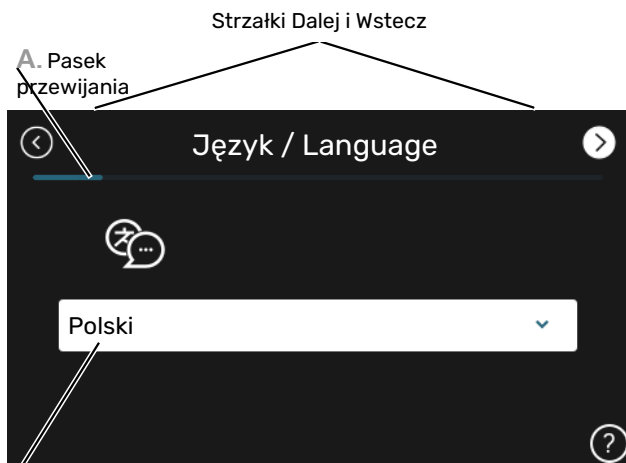 Strzałki Dalej i Wstecz
A. Pasek
przewijania
Język / Language
Polski
?